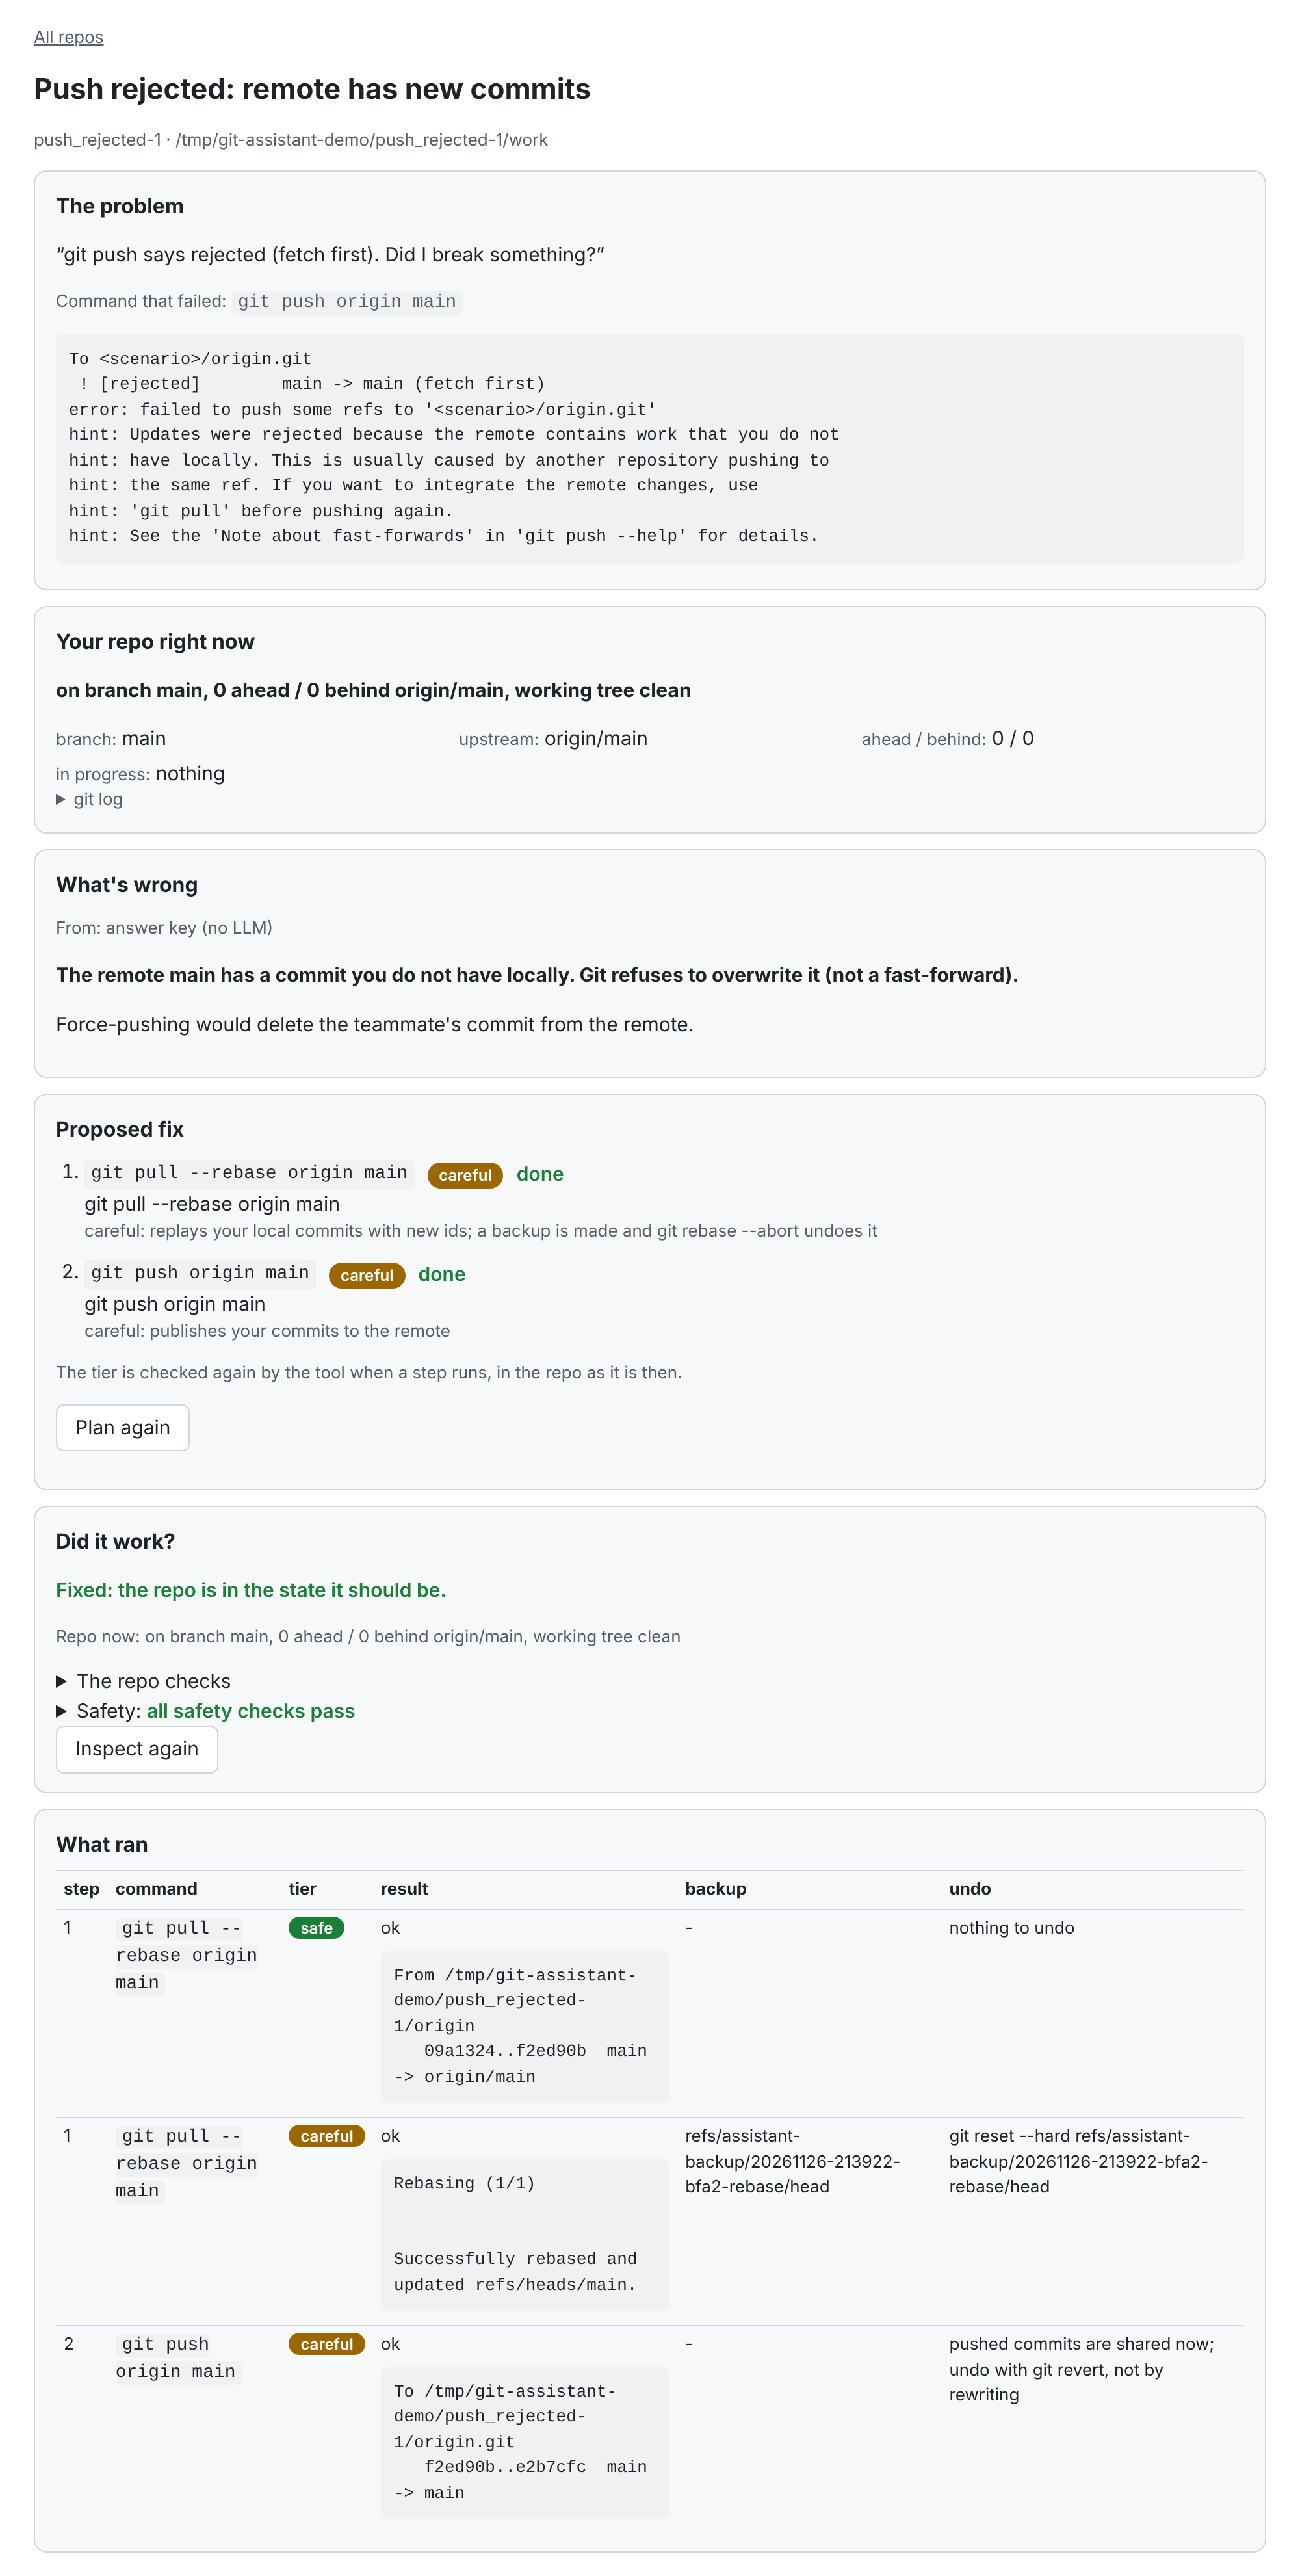 All repos
Push rejected: remote has new commits
push_rejected-1 · /tmp/git-assistant-demo/push_rejected-1/work
The problem
“git push says rejected (fetch first). Did I break something?”
Command that failed: git push origin main
To <scenario>/origin.git
 ! [rejected]        main -> main (fetch first)
error: failed to push some refs to '<scenario>/origin.git'
hint: Updates were rejected because the remote contains work that you do not
hint: have locally. This is usually caused by another repository pushing to
hint: the same ref. If you want to integrate the remote changes, use
hint: 'git pull' before pushing again.
hint: See the 'Note about fast-forwards' in 'git push --help' for details.
Your repo right now
on branch main, 0 ahead / 0 behind origin/main, working tree clean
branch: main upstream: origin/main ahead / behind: 0 / 0
in progress: nothing
git log
What's wrong
From: answer key (no LLM)
The remote main has a commit you do not have locally. Git refuses to overwrite it (not a fast-forward).
Force-pushing would delete the teammate's commit from the remote.
Proposed fix
1. git pull --rebase origin main careful done
git pull --rebase origin main
careful: replays your local commits with new ids; a backup is made and git rebase --abort undoes it
2. git push origin main careful done
git push origin main
careful: publishes your commits to the remote
The tier is checked again by the tool when a step runs, in the repo as it is then.
Plan again
Did it work?
Fixed: the repo is in the state it should be.
Repo now: on branch main, 0 ahead / 0 behind origin/main, working tree clean
The repo checks
Safety: all safety checks pass
Inspect again
What ran
step command tier result backup undo
1 git pull -- safe ok - nothing to undo
rebase origin
main
From /tmp/git-assistant-
demo/push_rejected-
1/origin
   09a1324..f2ed90b  main
-> origin/main
1 git pull -- careful ok refs/assistant- git reset --hard refs/assistant-
rebase origin backup/20261126-213922- backup/20261126-213922-bfa2-
main bfa2-rebase/head rebase/head
Rebasing (1/1)
Successfully rebased and
updated refs/heads/main.
2 git push careful ok - pushed commits are shared now;
origin main undo with git revert, not by
rewriting
To /tmp/git-assistant-
demo/push_rejected-
1/origin.git
   f2ed90b..e2b7cfc  main
-> main